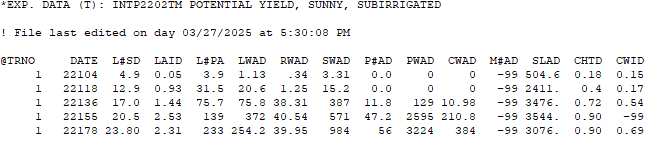 *EXP. DATA (T): INTP2202TM POTENTIAL YIELD, SUNNY, SUBIRRIGATED
! File last edited on day 03/27/2025 at 5:30:08 PM
@TRNO DATE L#SD LAID L#PA LWAD RWAD SWAD P#AD PWAD CWAD M#AD SLAD CHTD CWID
1 22104 4.9 0.05 3.9 1.13 .34 3.31 0.0 0 0 -99 504.6 0.18 0.15
1 22118 12.9 0.93 31.5 20.6 1.25 15.2 0.0 0 0 -99 2411. 0.4 0.17
1 22136 17.0 1.44 75.7 75.8 38.31 387 11.8 129 10.98 -99 3476. 0.72 0.54
1 22155 20.5 2.53 139 372 40.54 571 47.2 2595 210.8 -99 3544. 0.90 -99
1 22178 23.80 2.31 233 254.2 39.95 984 56 3224 384 -99 3076. 0.90 0.69